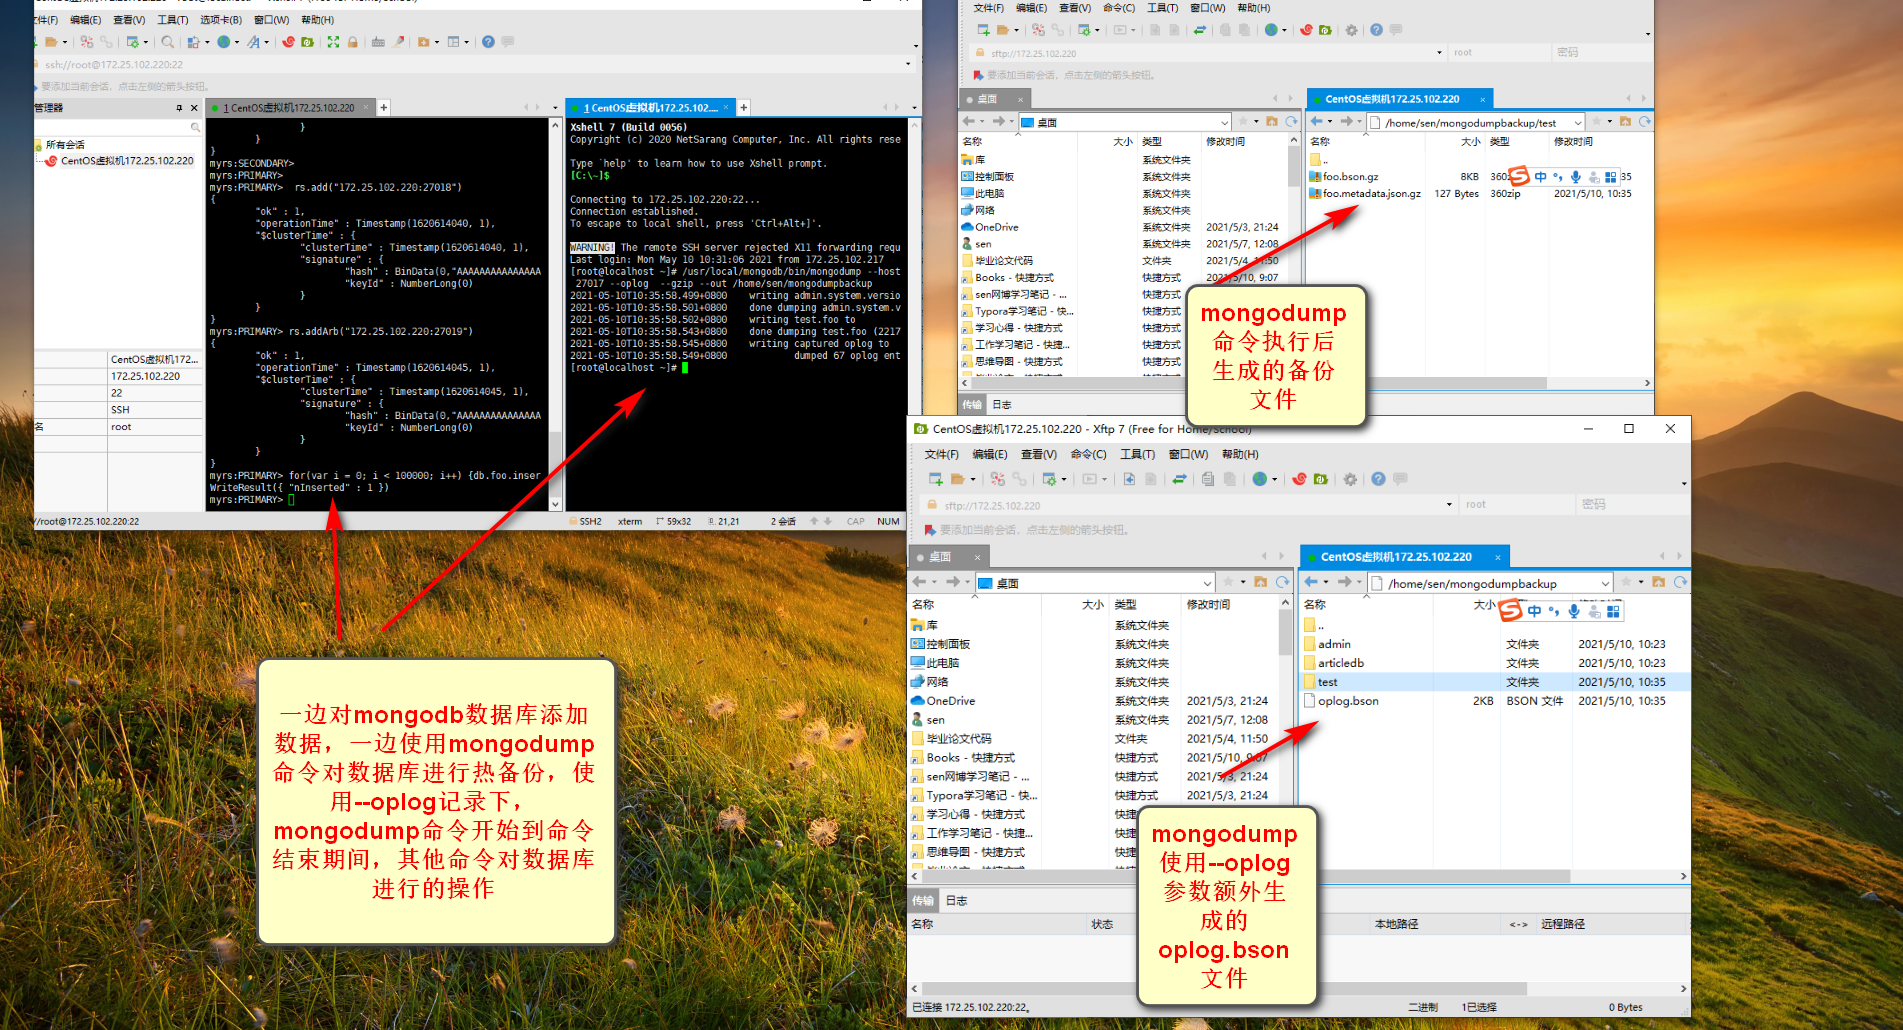 文件(F) 编辑(E) 查看(V) 工具(T) 选项卡(B) 窗口(W) 帮助(H)
ssh://root@172.25.102.220:22
要添加当前会话，点击左侧的箭头按钮。
管理器
所有会话
CentOS虚拟机172.25.102.220
CentOS虚拟机172...
172.25.102.220
22
SSH
名 root
//root@172.25.102.220:22
1 CentOS虚拟机172.25.102.220
}
}
}
myrs:SECONDARY>
myrs:PRIMARY>
myrs:PRIMARY>  rs.add("172.25.102.220:27018")
{
"ok" : 1,
"operationTime" : Timestamp(1620614040, 1),
"$clusterTime" : {
"clusterTime" : Timestamp(1620614040, 1),
"signature" : {
"hash" : BinData(0,"AAAAAAAAAAAAAAA
"keyId" : NumberLong(0)
}
}
}
myrs:PRIMARY> rs.addArb("172.25.102.220:27019")
{
"ok" : 1,
"operationTime" : Timestamp(1620614045, 1),
"$clusterTime" : {
"clusterTime" : Timestamp(1620614045, 1),
"signature" : {
"hash" : BinData(0,"AAAAAAAAAAAAAAA
"keyId" : NumberLong(0)
}
}
}
myrs:PRIMARY> for(var i = 0; i < 100000; i++) {db.foo.inser
WriteResult({ "nInserted" : 1 })
myrs:PRIMARY>
1 CentOS虚拟机172.25.102....
Xshell 7 (Build 0056)
Copyright (c) 2020 NetSarang Computer, Inc. All rights rese
Type `help' to learn how to use Xshell prompt.
[C:\~]$
Connecting to 172.25.102.220:22...
Connection established.
To escape to local shell, press 'Ctrl+Alt+]'.
WARNING! The remote SSH server rejected X11 forwarding requ
Last login: Mon May 10 10:31:06 2021 from 172.25.102.217
[root@localhost ~]# /usr/local/mongodb/bin/mongodump --host
27017 --oplog  --gzip --out /home/sen/mongodumpbackup
2021-05-10T10:35:58.499+0800    writing admin.system.versio
2021-05-10T10:35:58.501+0800    done dumping admin.system.v
2021-05-10T10:35:58.502+0800    writing test.foo to
2021-05-10T10:35:58.543+0800    done dumping test.foo (2217
2021-05-10T10:35:58.545+0800    writing captured oplog to
2021-05-10T10:35:58.549+0800            dumped 67 oplog ent
[root@localhost ~]#
SSH2 xterm 59x32 21,21 2 会话 CAP NUM
文件(F) 编辑(E) 查看(V) 命令(C) 工具(T) 窗口(W) 帮助(H)
sftp://172.25.102.220 root 密码
要添加当前会话，点击左侧的箭头按钮。
桌面
桌面
名称 大小 类型 修改时间
库 系统文件夹
控制面板 系统文件夹
此电脑 系统文件夹
网络 系统文件夹
OneDrive 系统文件夹 2021/5/3, 21:24
sen 系统文件夹 2021/5/7, 12:08
毕业论文代码 文件夹 2021/5/4, 11:50
Books - 快捷方式 快捷方式 2021/5/10, 9:07
sen网博学习笔记 - ... 快捷方式
Typora学习笔记 - 快... 快捷方式
学习心得 - 快捷方式 快捷方式
工作学习笔记 - 快捷... 快捷方式
思维导图 - 快捷方式 快捷方式
传输 日志
CentOS虚拟机172.25.102.220
/home/sen/mongodumpbackup/test
名称 大小 类型 修改时间
..
foo.bson.gz 8KB 360z 35
中
foo.metadata.json.gz 127 Bytes 360zip 2021/5/10, 10:35
mongodump
命令执行后
生成的备份
文件
CentOS虚拟机172.25.102.220 - Xftp 7 (Free for Home/School)
文件(F) 编辑(E) 查看(V) 命令(C) 工具(T) 窗口(W) 帮助(H)
sftp://172.25.102.220 root 密码
要添加当前会话，点击左侧的箭头按钮。
桌面
桌面
名称 大小 类型 修改时间
库 系统文件夹
控制面板 系统文件夹
此电脑 系统文件夹
网络 系统文件夹
OneDrive 系统文件夹 2021/5/3, 21:24
sen 系统文件夹 2021/5/7, 12:08
毕业论文代码 文件夹 2021/5/4, 11:50
Books - 快捷方式 快捷方式 2021/5/10, 9:07
sen网博学习笔记 - ... 快捷方式 2021/5/3, 21:24
Typora学习笔记 - 快... 快捷方式 2021/5/3, 21:24
学习心得 - 快捷方式 快捷
工作学习笔记 - 快捷... 快捷
思维导图 - 快捷方式 快捷
CentOS虚拟机172.25.102.220
/home/sen/mongodumpbackup
名称 大小
中
..
admin 文件夹 2021/5/10, 10:23
articledb 文件夹 2021/5/10, 10:23
test 文件夹 2021/5/10, 10:35
oplog.bson 2KB BSON 文件 2021/5/10, 10:35
传输 日志
名称 状态 本地路径 <-> 远程路径
已连接 172.25.102.220:22。 二进制 1已选择 0 Bytes
mongodump
使用--oplog
参数额外生
成的
oplog.bson
文件
一边对mongodb数据库添加
数据，一边使用mongodump
命令对数据库进行热备份，使
用--oplog记录下，
mongodump命令开始到命令
结束期间，其他命令对数据库
进行的操作